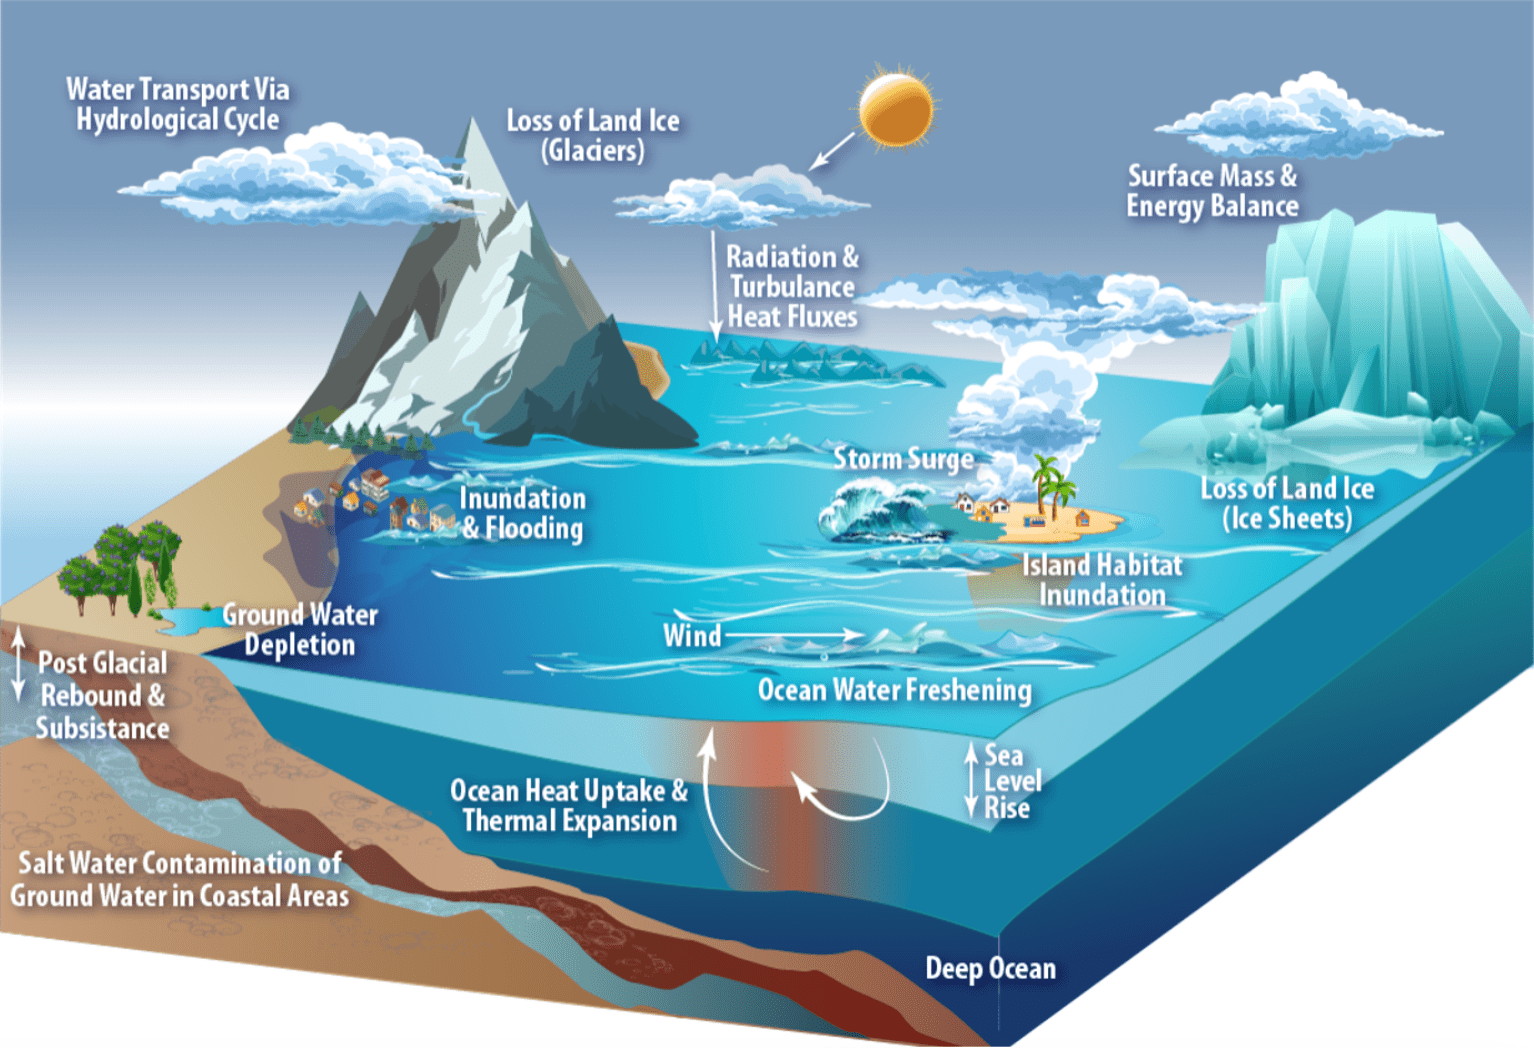 Water Transport Via
Hydrological Cycle
Loss of Land Ice
(Glaciers)
Surface Mass &
Energy Balance
Radiation &
Turbulance
Heat Fluxes
Storm Surge
Loss of Land Ice
(Ice Sheets)
Inundation
& Flooding
Island Habitat
Inundation
Ground Water
Depletion
Wind
Post Glacial
Rebound &
Subsistance
Ocean Water Freshening
Sea
Level
Rise
Ocean Heat Uptake &
Thermal Expansion
Salt Water Contamination of
Ground Water in Coastal Areas
Deep Ocean